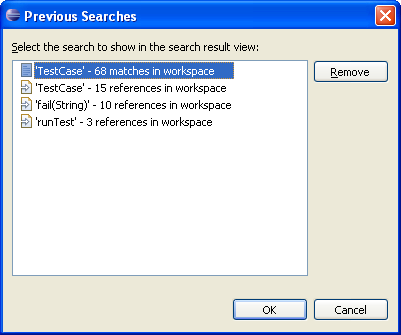 Previous Searches
Select the search to show in the search result view:
'TestCase' - 68 matches in workspace
Remove
'TestCase' - 15 references in workspace
'fail(String)' - 10 references in workspace
'runTest' - 3 references in workspace
OK
Cancel